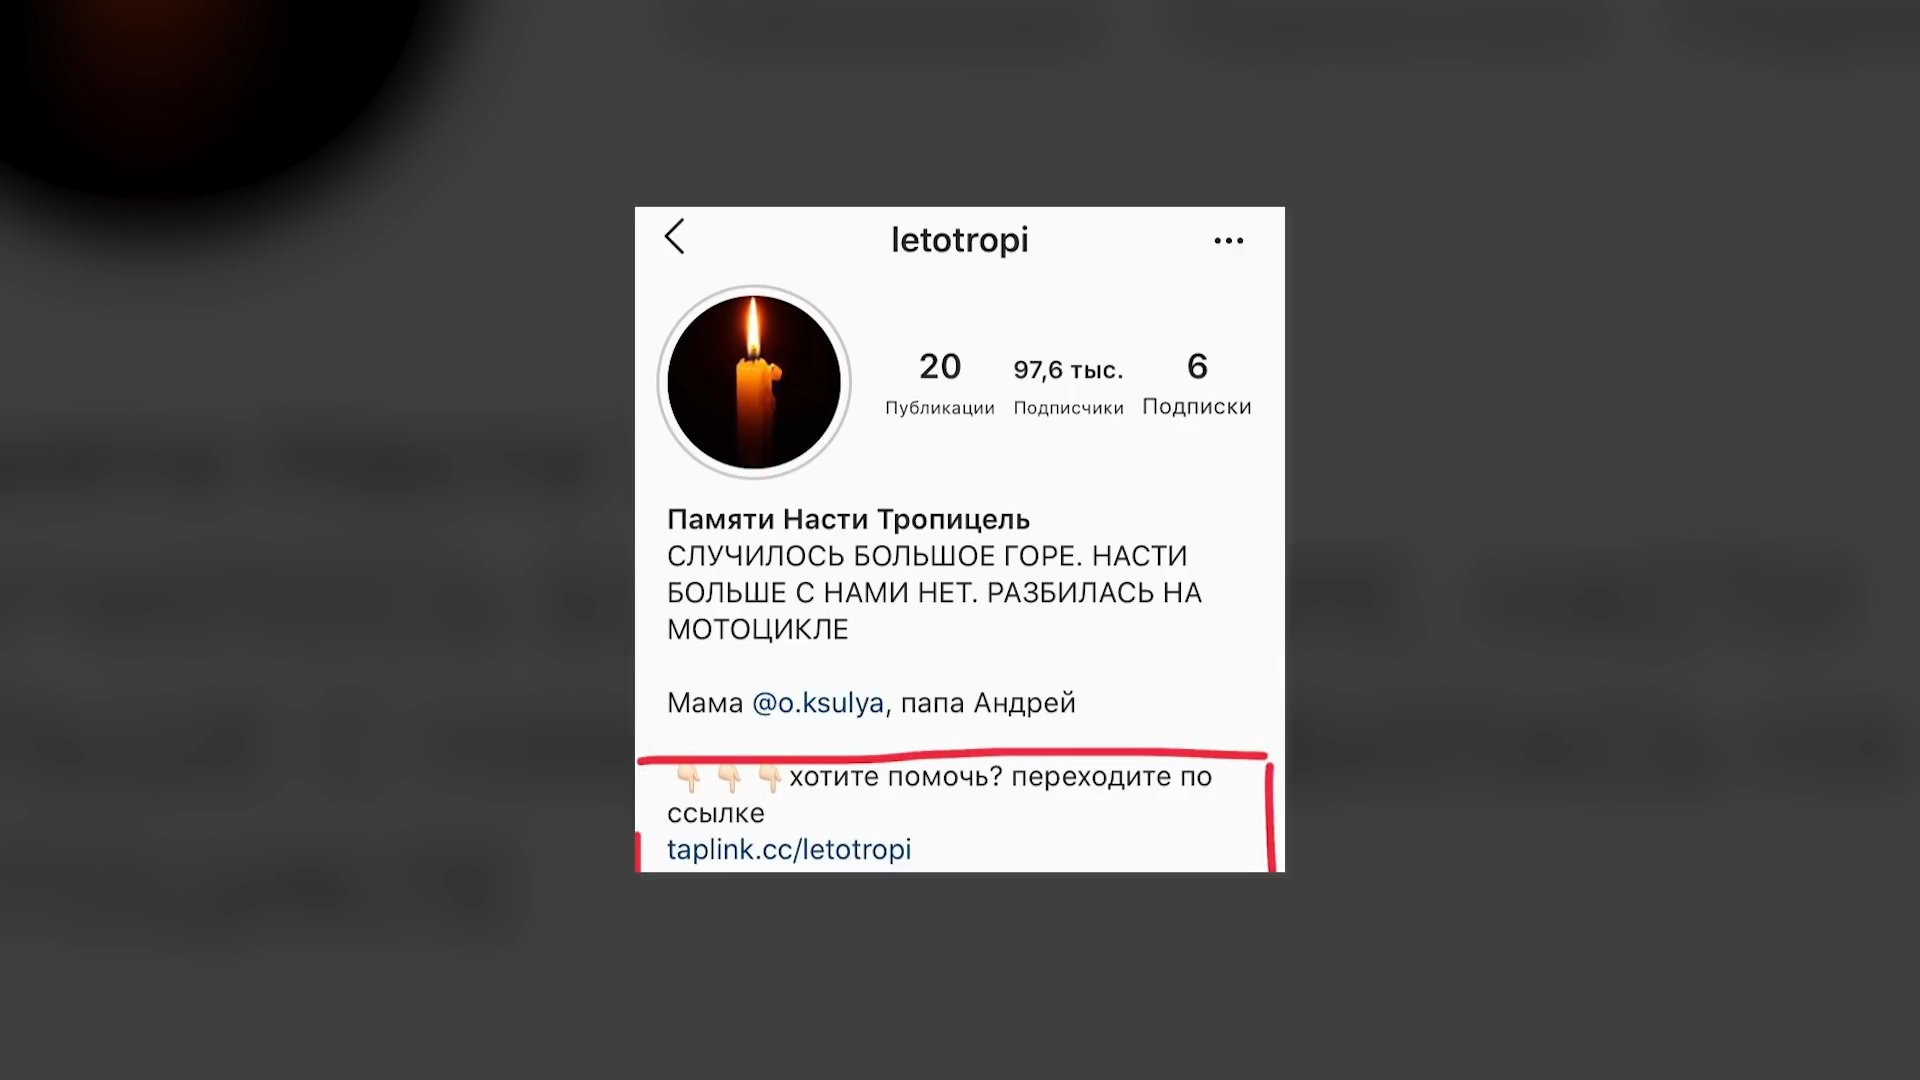 letotropi
20 97,6 тыс. 6
Публикации Подписчики Подписки
Памяти Насти Тропицель
СЛУЧИЛОСЬ БОЛЬШОЕ ГОРЕ. НАСТИ
БОЛЬШЕ С НАМИ НЕТ. РАЗБИЛАСЬ НА
МОТОЦИКЛЕ
Мама @o.ksulya, папа Андрей
👇🏻👇🏻👇🏻хотите помочь? переходите по
ссылке
taplink.cc/letotropi